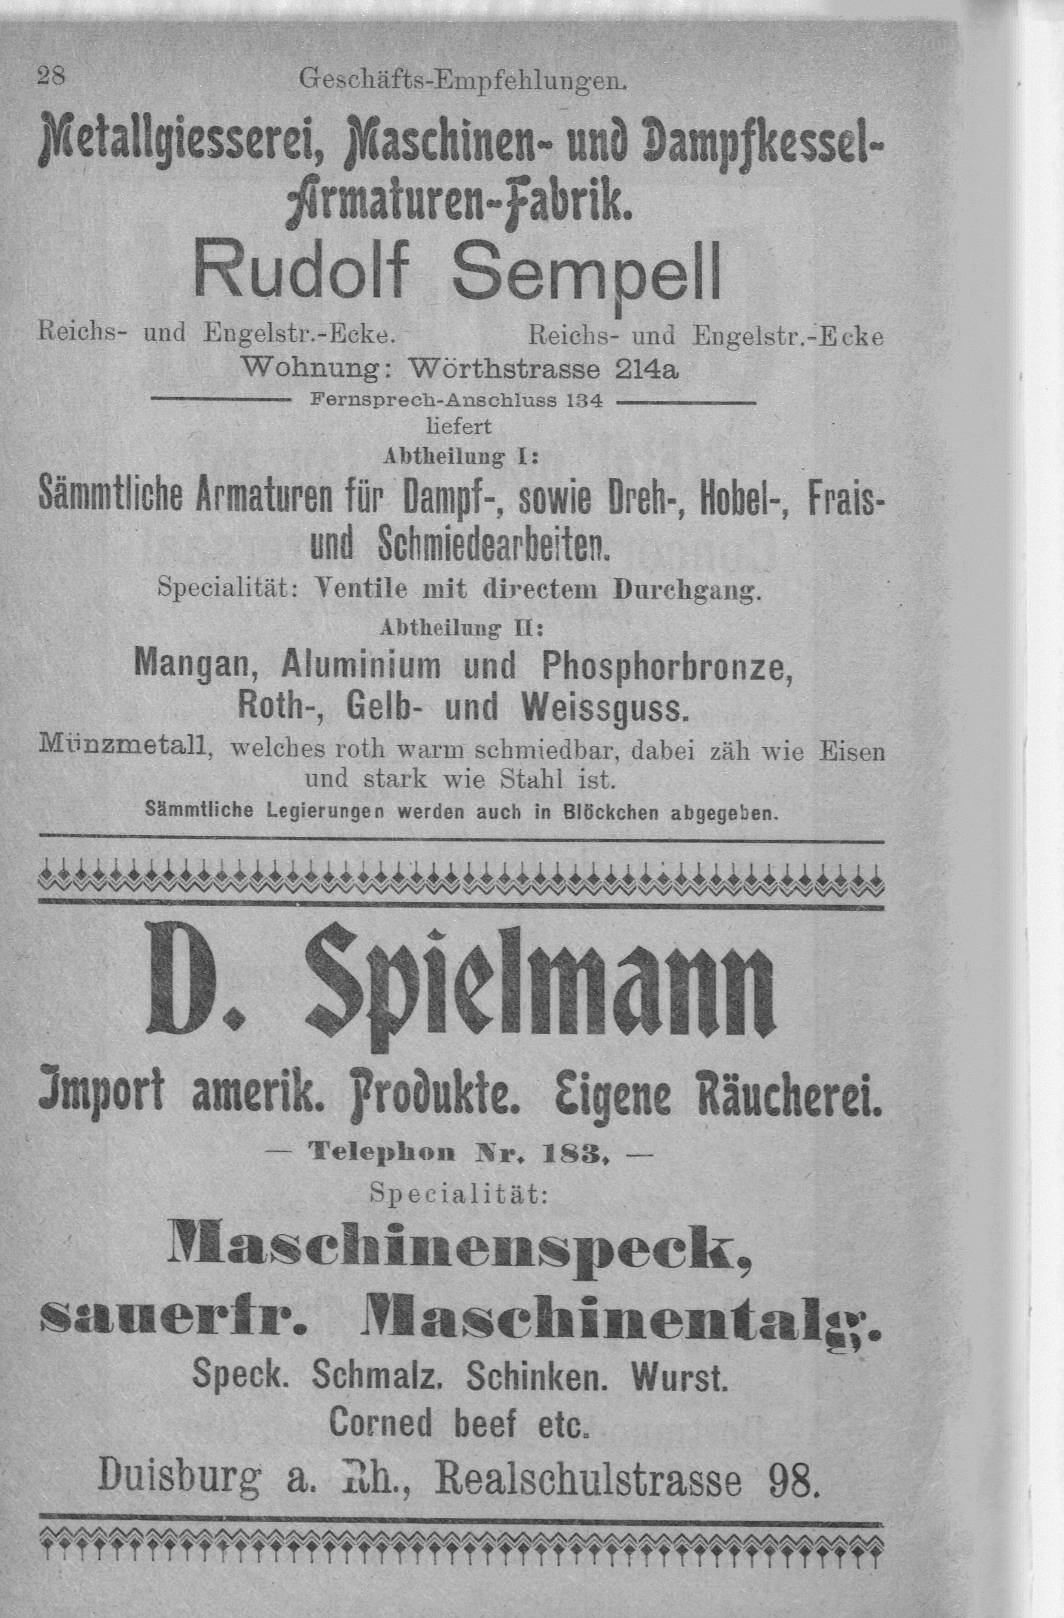 28
Geschäfts-Empfehlungen.
Metallgiesserei, Maschinen- und Dampfkessel-
Armaturen-Fabrik.
Rudolf Sempell
Reichs- und Engelstr.-Ecke. Reichs- und Engelstr.-Ecke
Wohnung: Wörthstrasse 214a
Fernsprech-Anschluss 134
liefert
Abtheilung I:
Sämmtliche Armaturen für Dampf-, sowie Dreh-, Hobel-, Frais-
und Schmiedearbeiten.
Specialität: Ventile mit directem Durchgang.
Abtheilung II:
Mangan, Aluminium und Phosphorbronze,
Roth-, Gelb- und Weissguss.
Münzmetall, welches roth warm schmiedbar, dabei zäh wie Eisen
und stark wie Stahl ist.
Sämmtliche Legierungen werden auch in Blöckchen abgegeben.
D. Spielmann
Import amerik. Produkte. Eigene Räucherei.
— Telephon Nr. 183. —
Specialität:
Maschinenspeck,
sauerfr. Maschinentalg.
Speck. Schmalz. Schinken. Wurst.
Corned beef etc.
Duisburg a. Rh., Realschulstrasse 98.